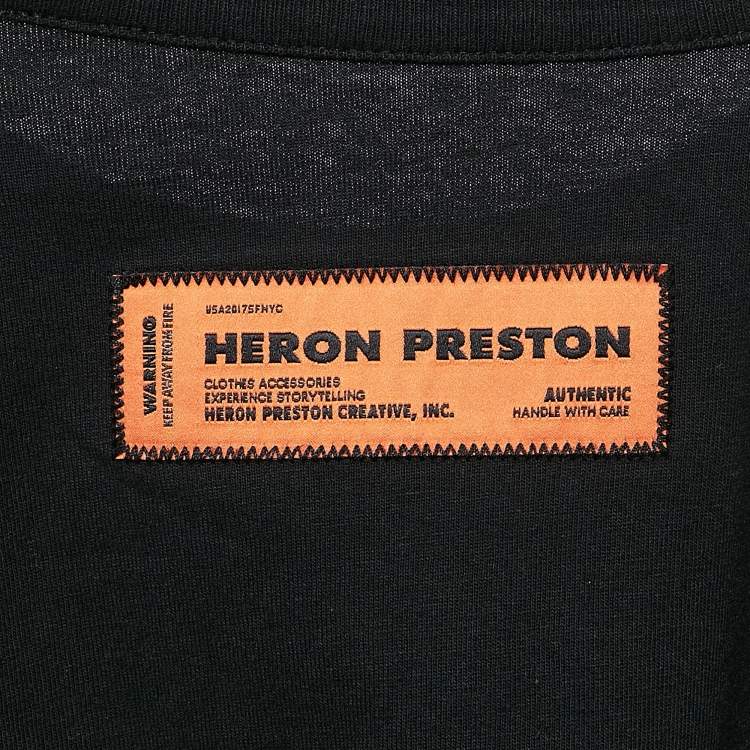 WARNING
KEEP AWAY FROM FIRE
USA2017SFNYC
HERON PRESTON
CLOTHES ACCESSORIES
EXPERIENCE STORYTELLING
HERON PRESTON CREATIVE, INC.
AUTHENTIC
HANDLE WITH CARE